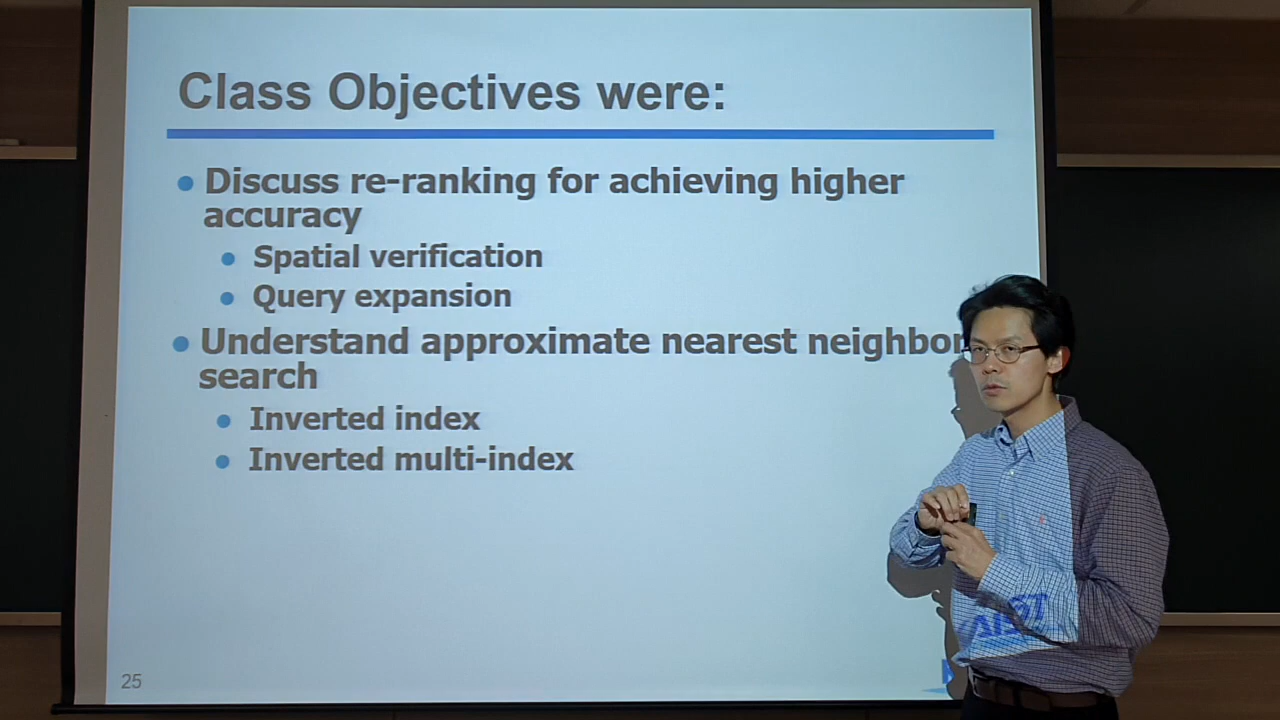 Class Objectives were:
Discuss re-ranking for achieving higher
accuracy
Spatial verification
Query expansion
Understand approximate nearest neighbor
search
Inverted index
Inverted multi-index
25